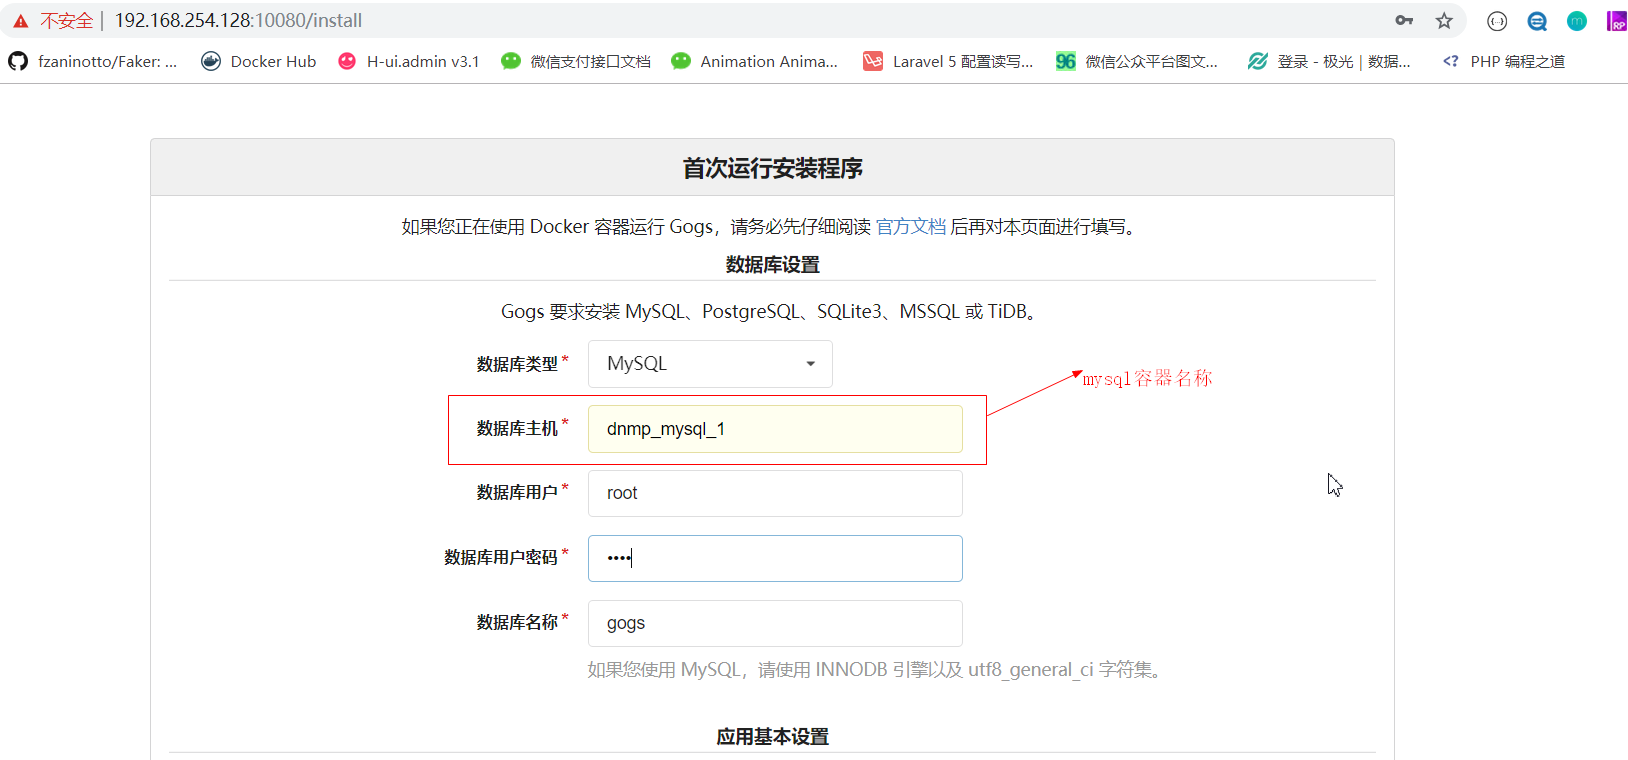 不安全 | 192.168.254.128:10080/install
fzaninotto/Faker: ... Docker Hub H-ui.admin v3.1 微信支付接口文档 Animation Anima... Laravel 5 配置读写... 96 微信公众平台图文... 登录 - 极光 | 数据... <? PHP 编程之道
首次运行安装程序
如果您正在使用 Docker 容器运行 Gogs，请务必先仔细阅读 官方文档 后再对本页面进行填写。
数据库设置
Gogs 要求安装 MySQL、PostgreSQL、SQLite3、MSSQL 或 TiDB。
数据库类型* MySQL
mysql容器名称
数据库主机* dnmp_mysql_1
数据库用户* root
数据库用户密码* ••••
数据库名称* gogs
如果您使用 MySQL，请使用 INNODB 引擎以及 utf8_general_ci 字符集。
应用基本设置